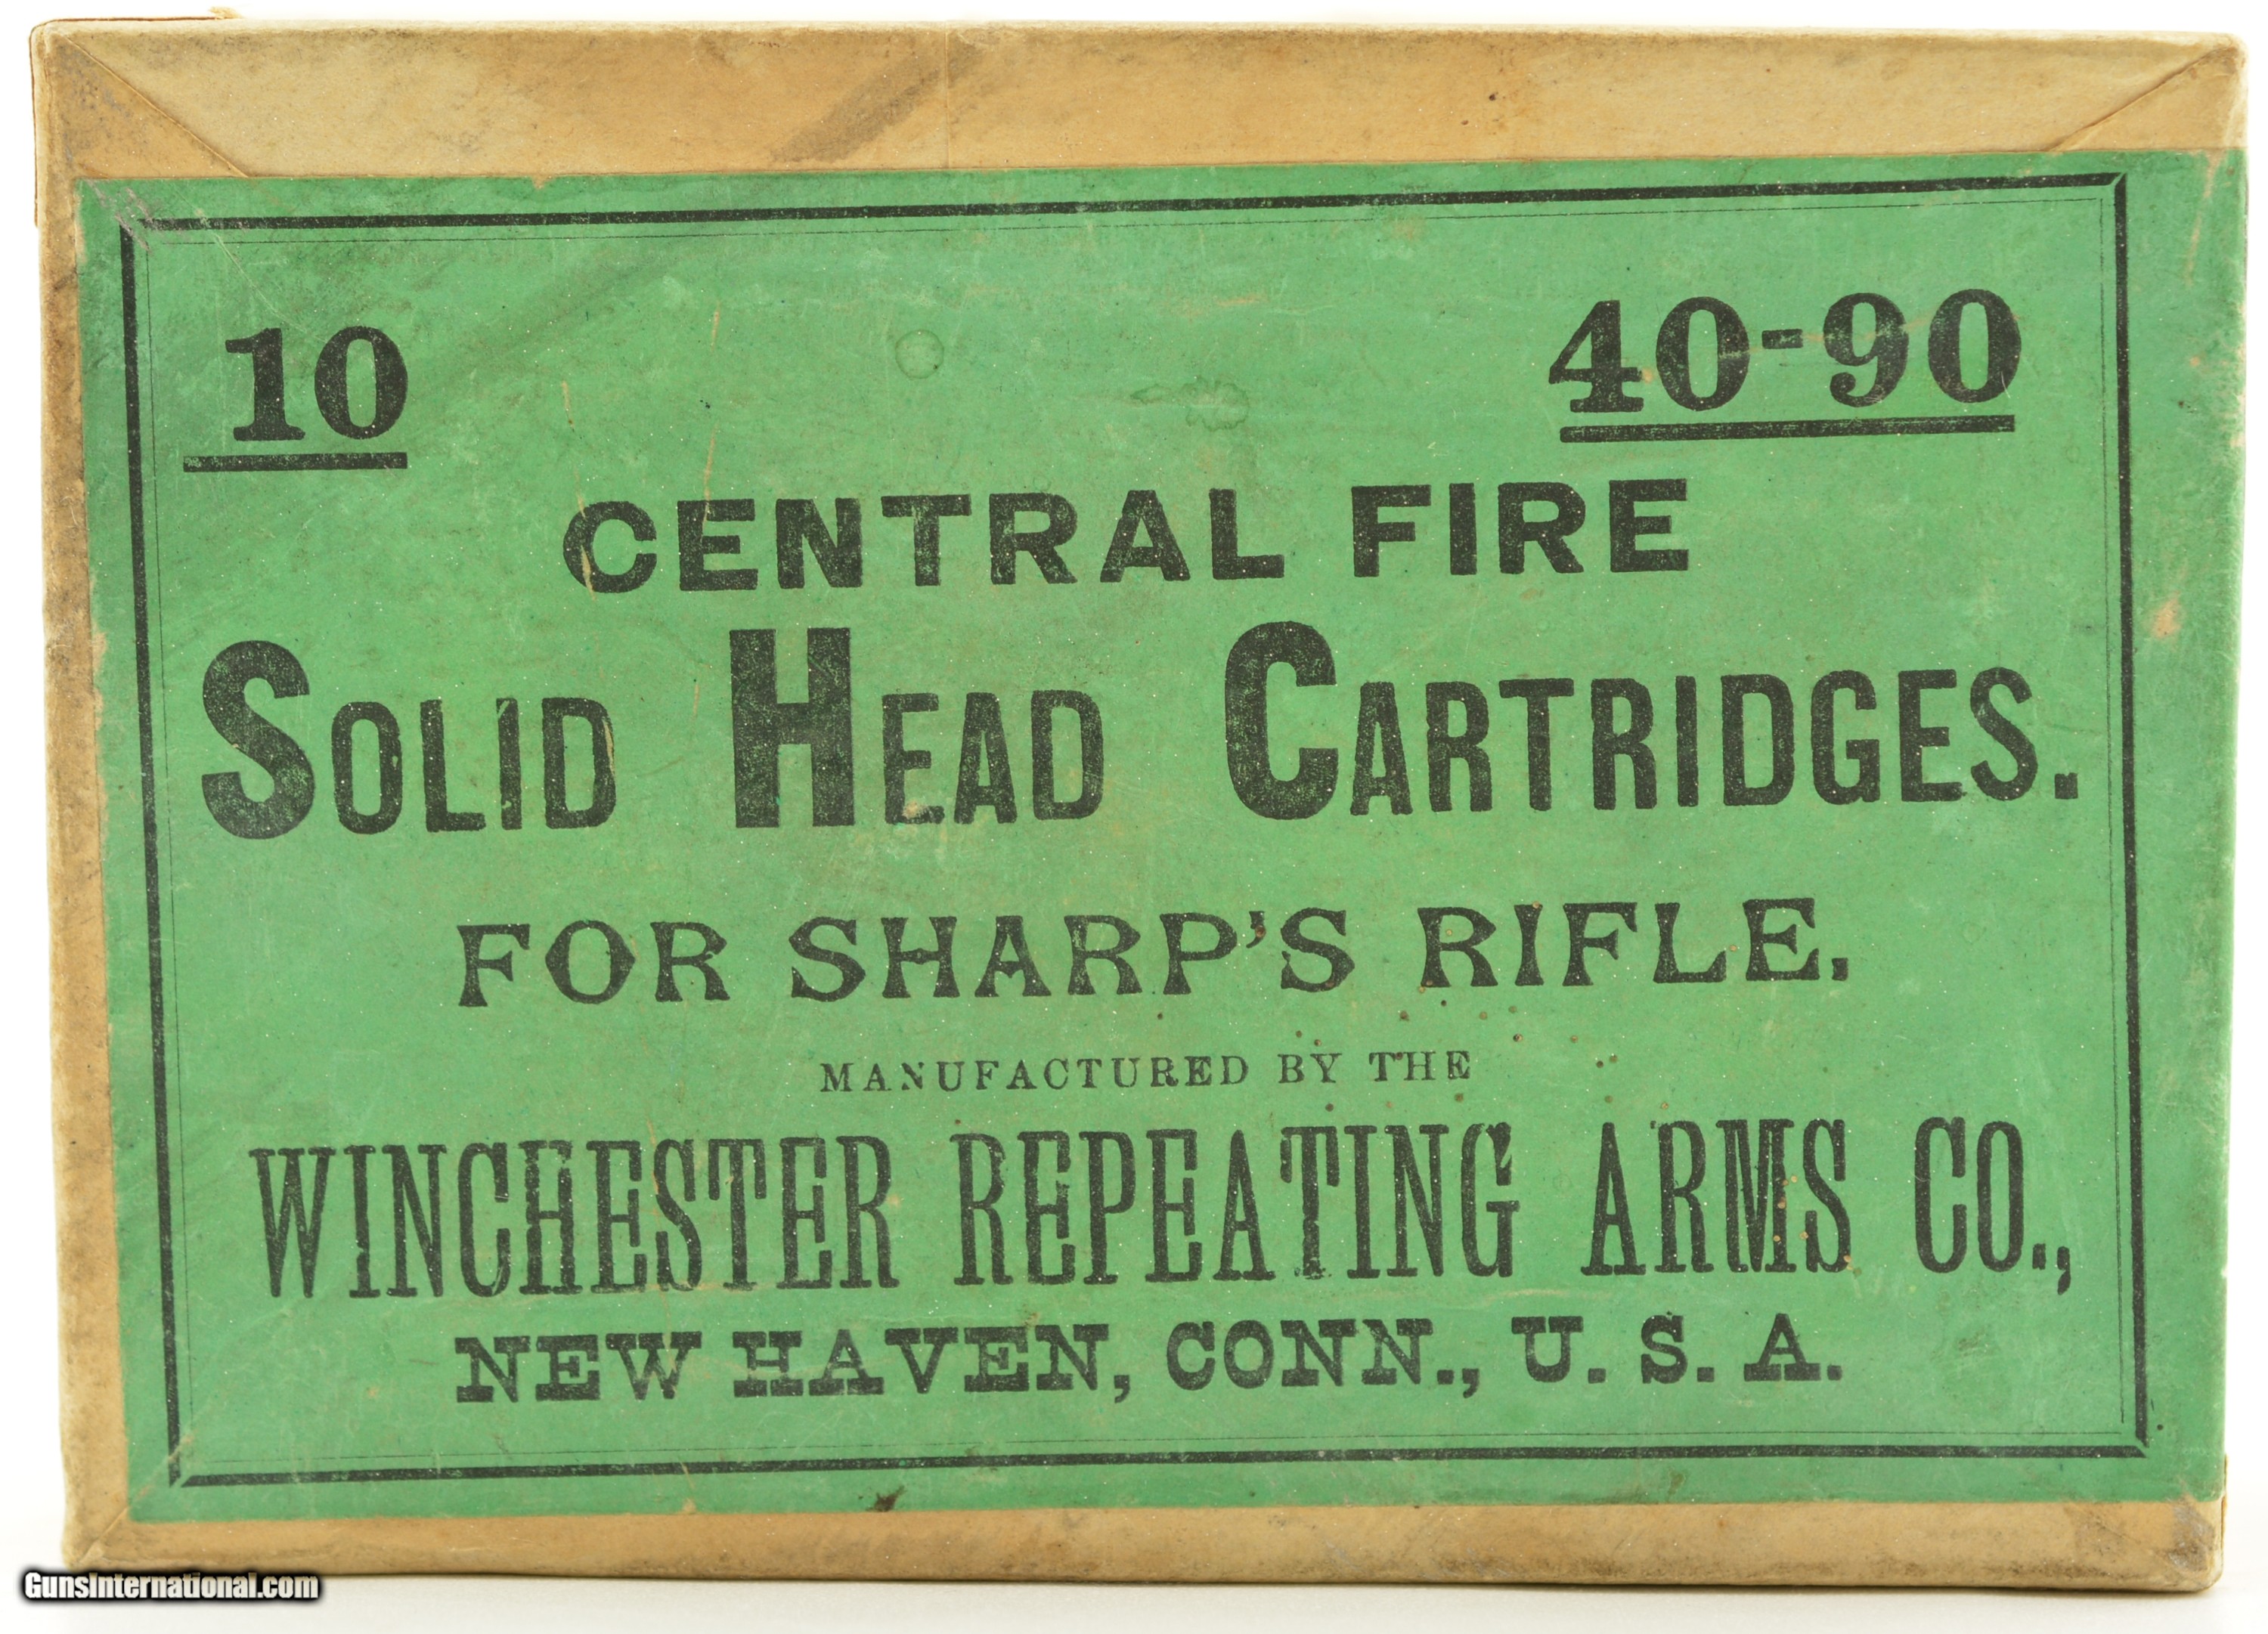 10 40-90
CENTRAL FIRE
SOLID HEAD CARTRIDGES.
FOR SHARP'S RIFLE.
MANUFACTURED BY THE
WINCHESTER REPEATING ARMS CO.,
NEW HAVEN, CONN., U. S. A.
GunsInternational.com